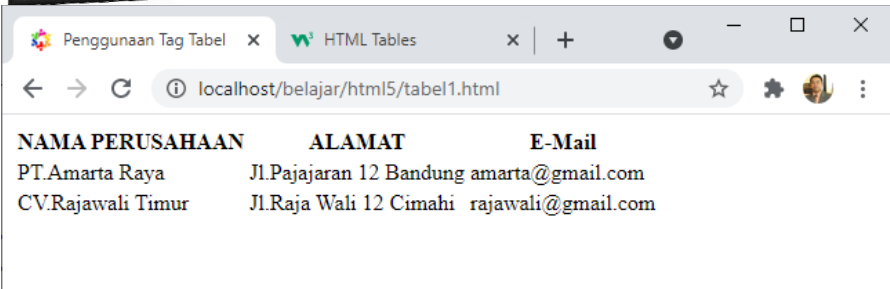 Penggunaan Tag Tabel HTML Tables
localhost/belajar/html5/tabel1.html
NAMA PERUSAHAAN ALAMAT E-Mail
PT.Amarta Raya Jl.Pajajaran 12 Bandung amarta@gmail.com
CV.Rajawali Timur Jl.Raja Wali 12 Cimahi rajawali@gmail.com